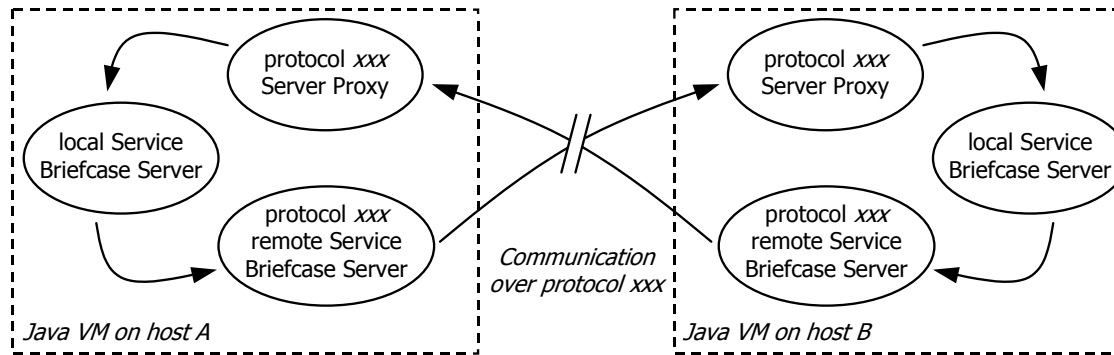 protocol xxx
Server Proxy
local Service
Briefcase Server
protocol xxx
remote Service
Briefcase Server
Java VM on host A
Communication
over protocol xxx
protocol xxx
Server Proxy
local Service
Briefcase Server
protocol xxx
remote Service
Briefcase Server
Java VM on host B